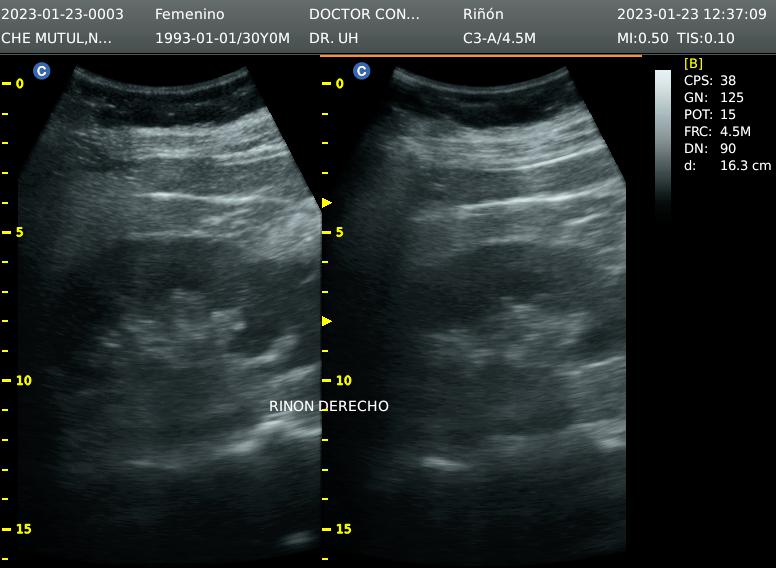 2023-01-23-0003 Femenino DOCTOR CON... Riñón 2023-01-23 12:37:09
CHE MUTUL,N... 1993-01-01/30Y0M DR. UH C3-A/4.5M MI:0.50 TIS:0.10
C
C
[B]
CPS: 38
GN: 125
POT: 15
FRC: 4.5M
DN: 90
d: 16.3 cm
0
5
10
15
0
5
10
15
RINON DERECHO